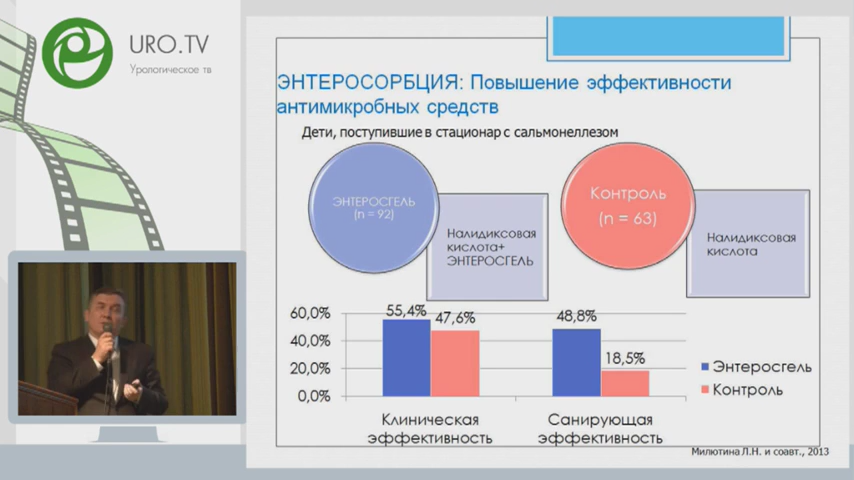 URO.TV
Урологическое тв
ЭНТЕРОСОРБЦИЯ: Повышение эффективности
антимикробных средств
Дети, поступившие в стационар с сальмонеллезом
ЭНТЕРОСГЕЛЬ
(n = 92)
Налидиксовая
кислота+
ЭНТЕРОСГЕЛЬ
Контроль
(n = 63)
Налидиксовая
кислота
60,0%
40,0%
20,0%
0,0%
55,4%
47,6%
48,8%
18,5%
Клиническая
эффективность
Санирующая
эффективность
Энтеросгель
Контроль
Милютина Л.Н. и соавт., 2013